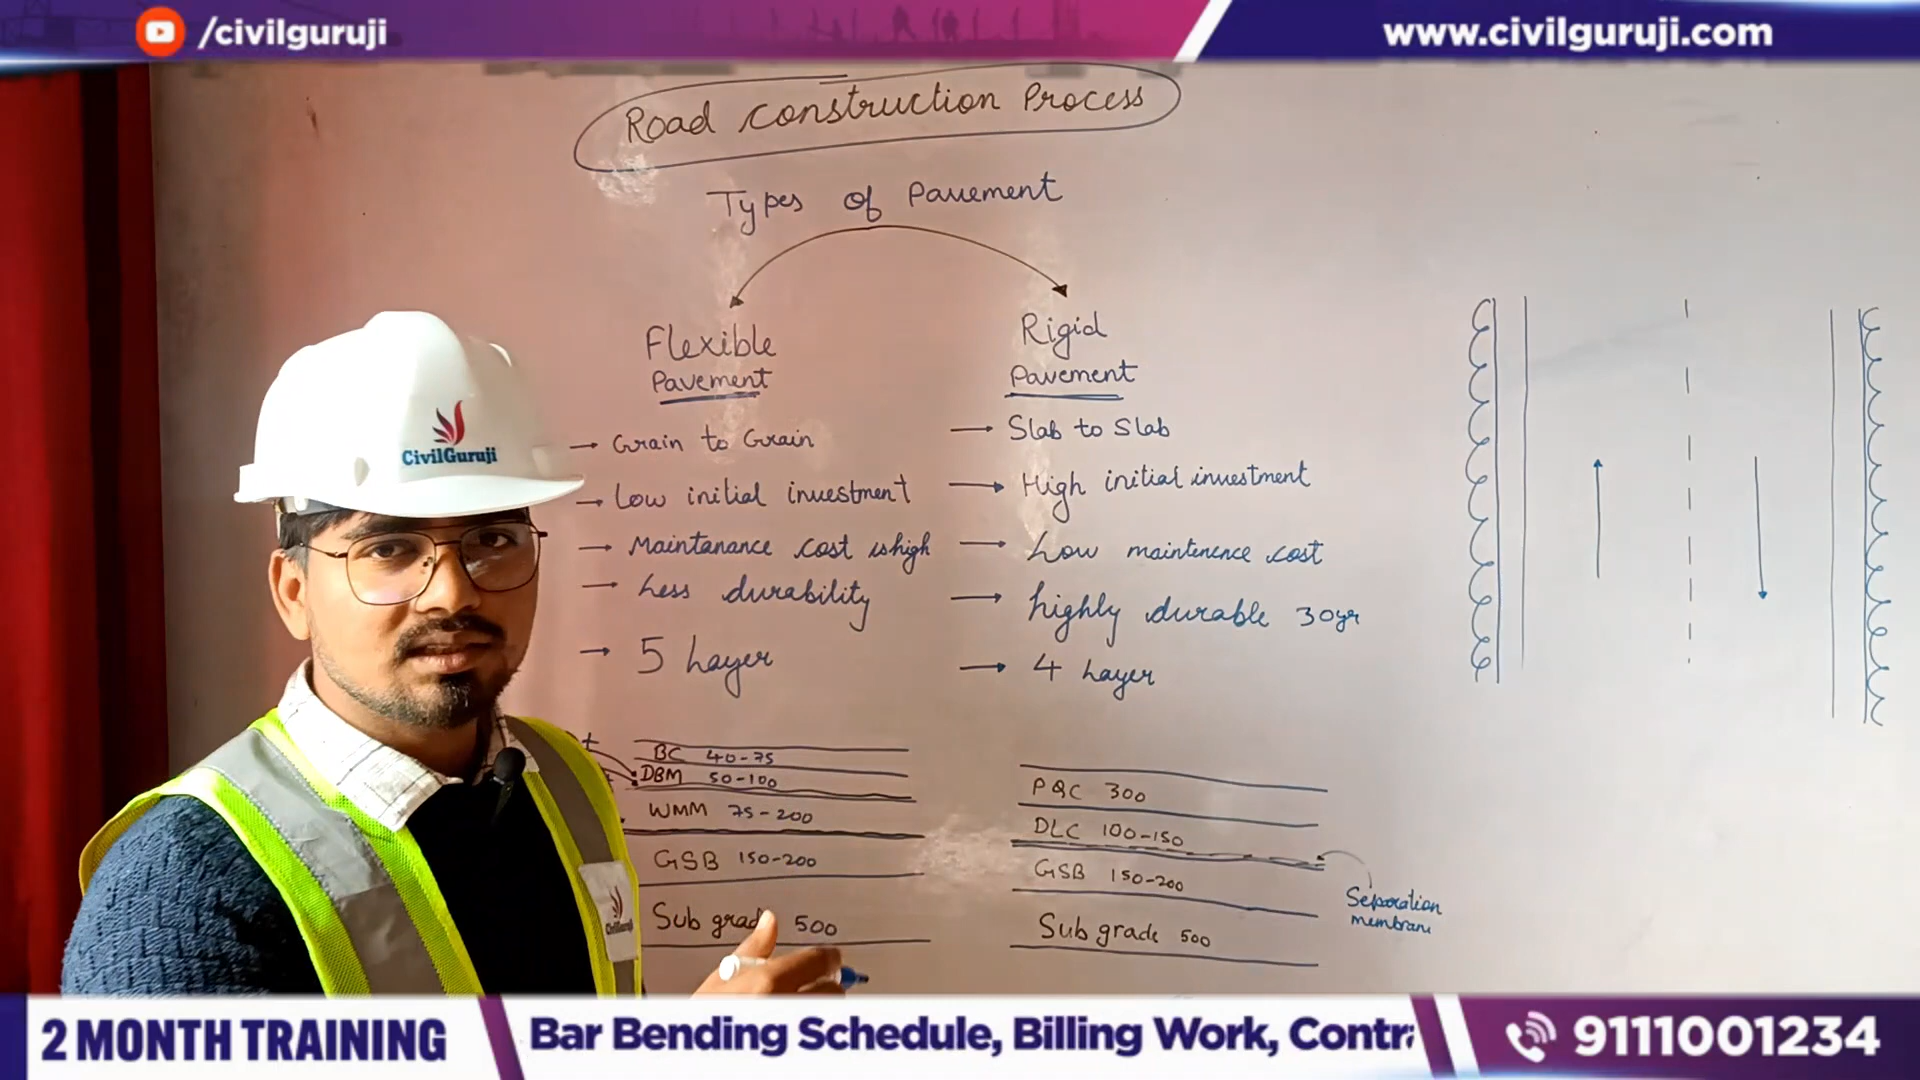 /civilguruji
www.civilguruji.com
Road construction Process
Types of Pavement
Flexible
Pavement
→ Grain to Grain
→ Low initial investment
→ Maintanance cost is high
→ Less durability
→ 5 Layer
BC 40-75
DBM 50-100
WMM 75-200
GSB 150-200
Sub grade 500
Rigid
Pavement
→ Slab to Slab
→ High initial investment
→ Low maintenence cost
→ highly durable 30yr
→ 4 Layer
PQC 300
DLC 100-150
GSB 150-200
Sub grade 500
Separation
membran
CivilGuruji
CivilGuruji
2 MONTH TRAINING
Bar Bending Schedule, Billing Work, Contr
9111001234